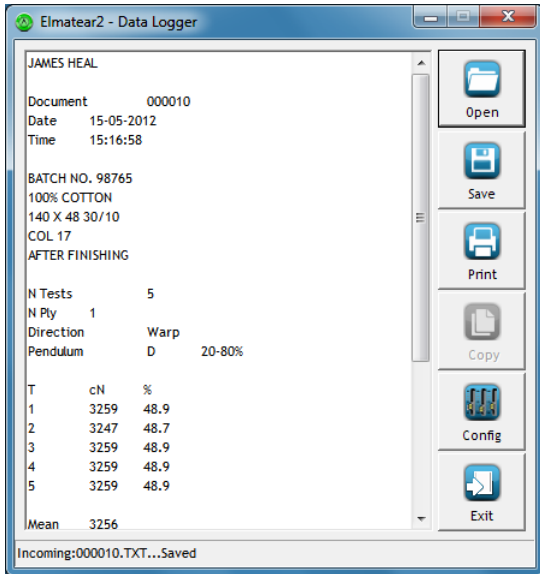 Elmatear2 - Data Logger
JAMES HEAL
Document 000010
Date 15-05-2012
Time 15:16:58
BATCH NO. 98765
100% COTTON
140 X 48 30/10
COL 17
AFTER FINISHING
N Tests 5
N Ply 1
Direction Warp
Pendulum D 20-80%
T cN %
1 3259 48.9
2 3247 48.7
3 3259 48.9
4 3259 48.9
5 3259 48.9
Mean 3256
Open
Save
Print
Copy
Config
Exit
Incoming:000010.TXT...Saved